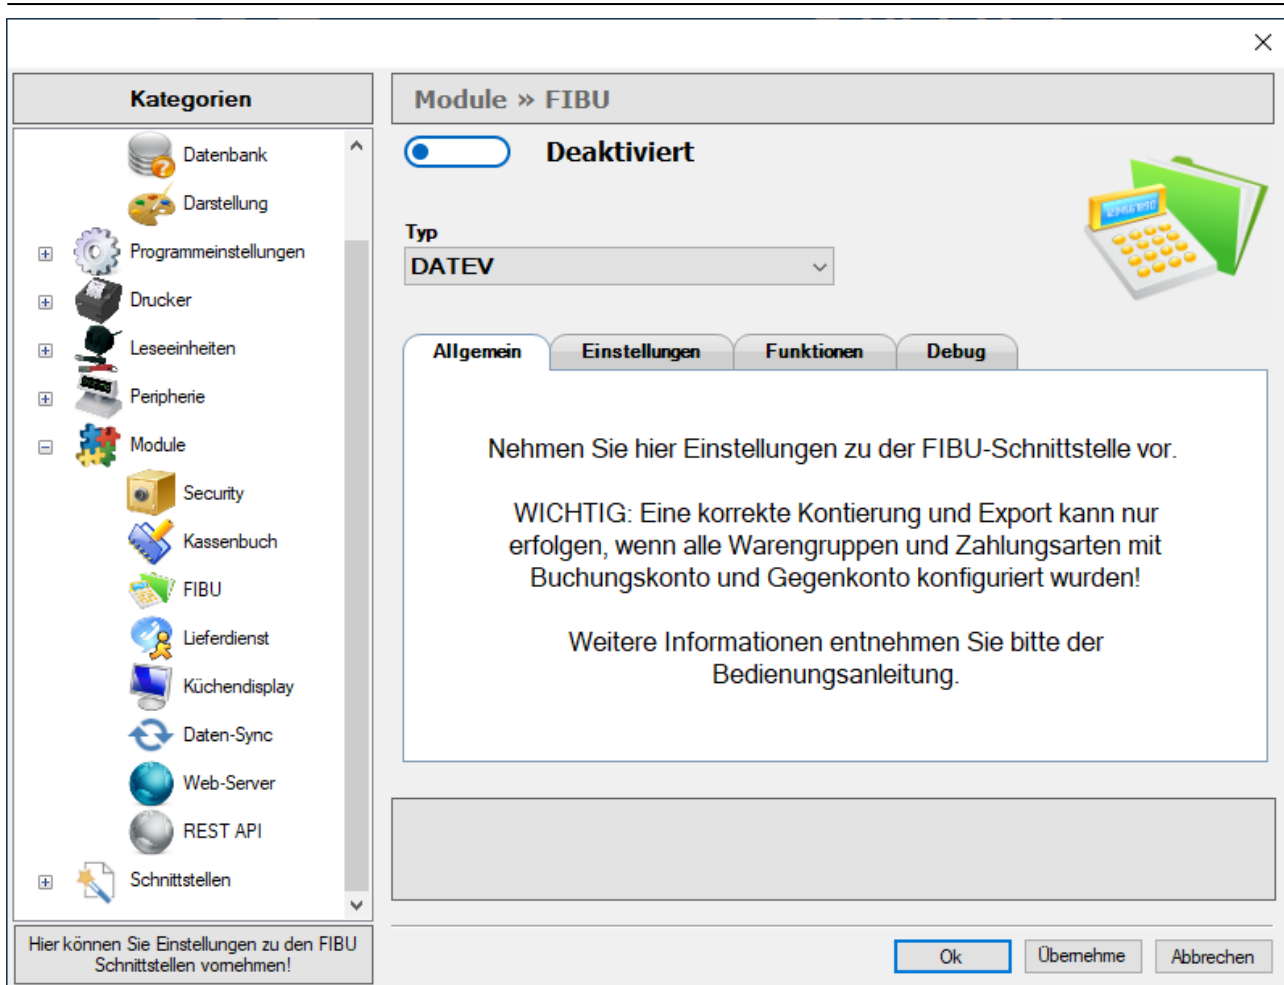 Kategorien
Datenbank
Darstellung
Programmeinstellungen
Drucker
Leseeinheiten
Peripherie
Module
Security
Kassenbuch
FIBU
Lieferdienst
Küchendisplay
Daten-Sync
Web-Server
REST API
Schnittstellen
Hier können Sie Einstellungen zu den FIBU
Schnittstellen vornehmen!
Module » FIBU
Deaktiviert
Typ
DATEV
Allgemein Einstellungen Funktionen Debug
Nehmen Sie hier Einstellungen zu der FIBU-Schnittstelle vor.
WICHTIG: Eine korrekte Kontierung und Export kann nur
erfolgen, wenn alle Warengruppen und Zahlungsarten mit
Buchungskonto und Gegenkonto konfiguriert wurden!
Weitere Informationen entnehmen Sie bitte der
Bedienungsanleitung.
Ok Übernehme Abbrechen